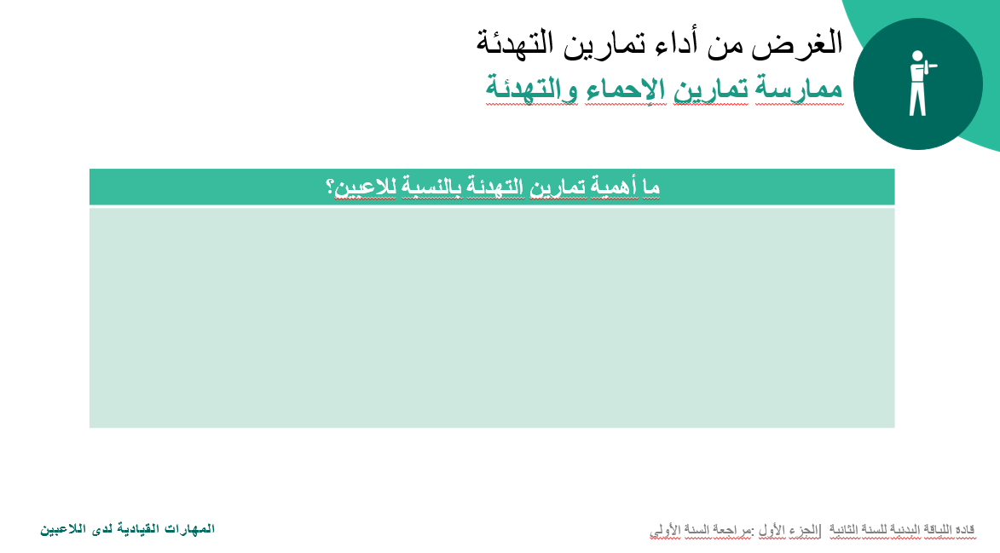 الغرض من أداء تمارين التهدئة
ممارسة تمارين الإحماء والتهدئة
ما أهمية تمارين التهدئة بالنسبة للاعبين؟
قادة اللياقة البدنية للسنة الثانية |الجزء الأول :مراجعة السنة الأولى
المهارات القيادية لدى اللاعبين